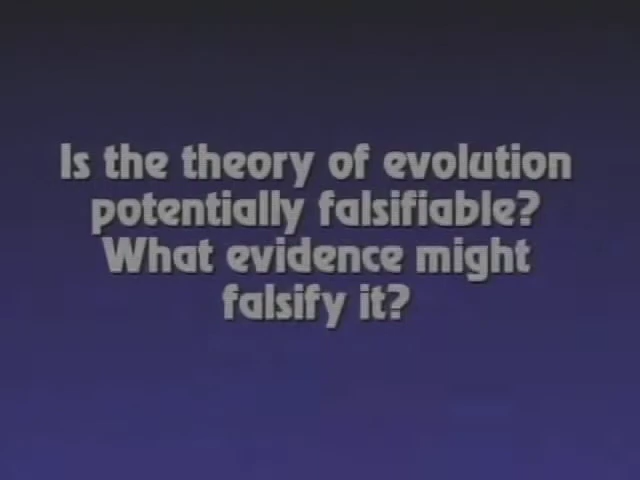 Is the theory of evolution
potentially falsifiable?
What evidence might
falsify it?